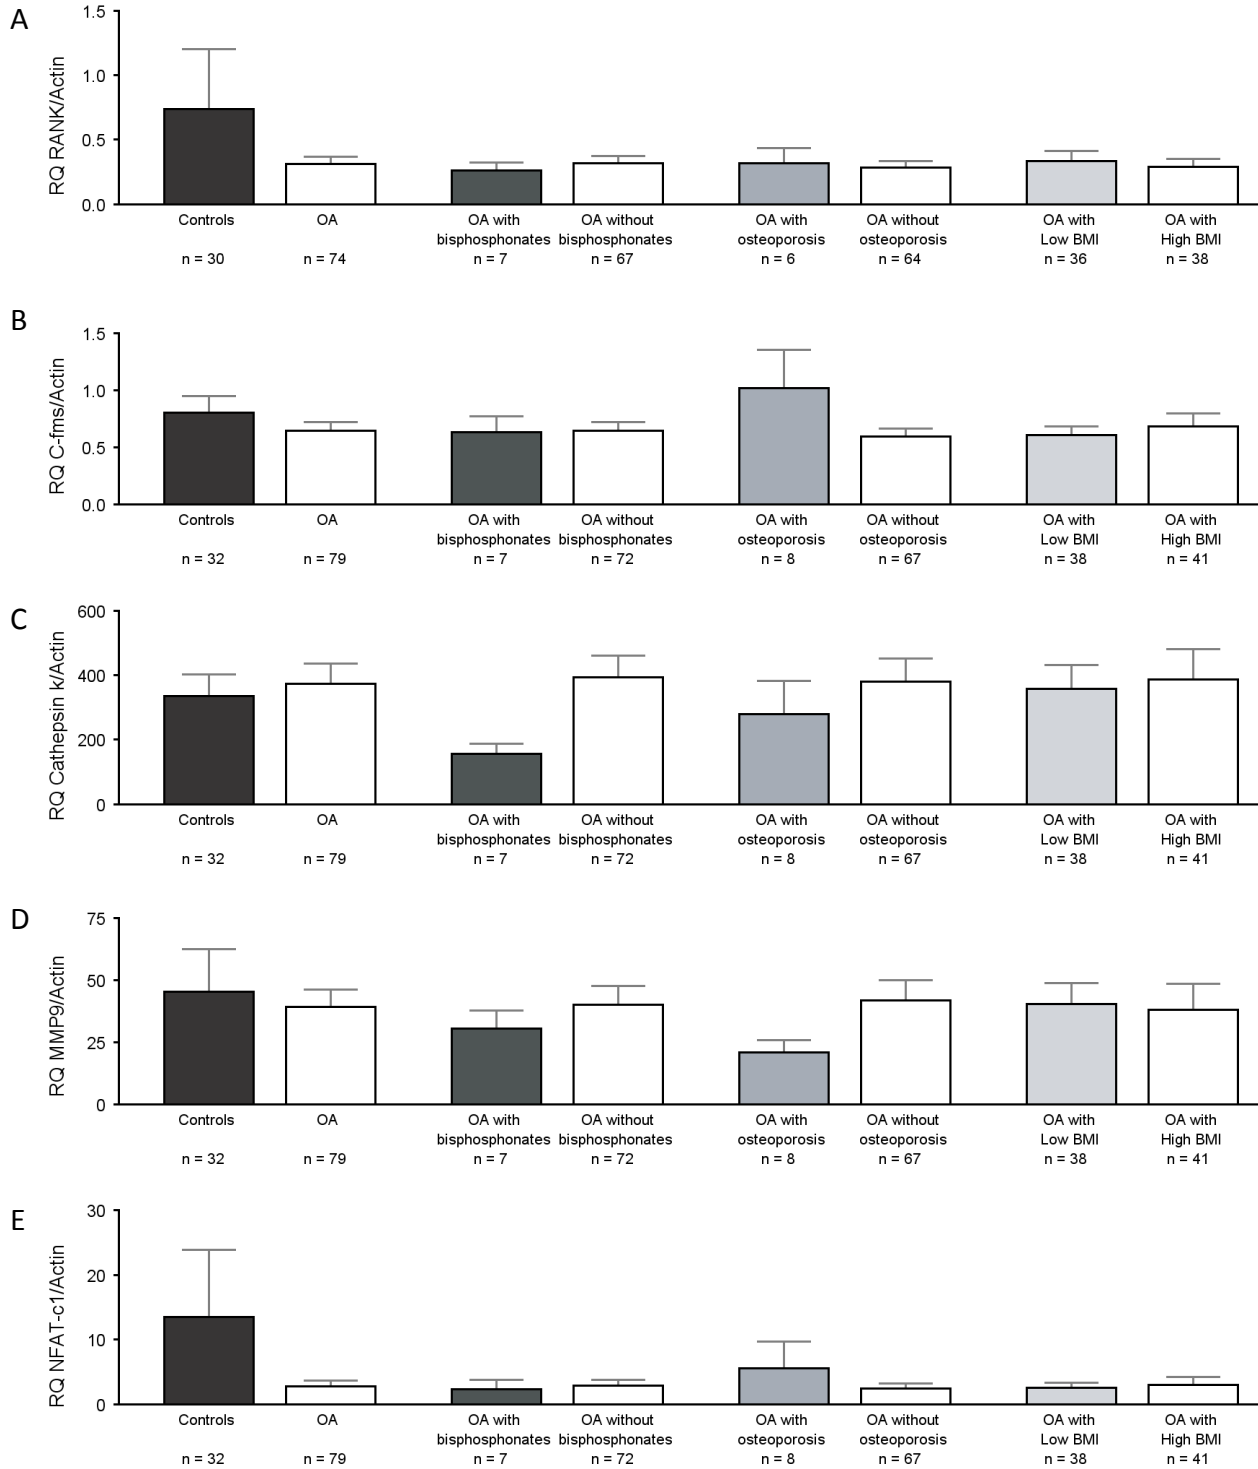 A
RQ RANK/Actin
1.5
1.0
0.5
0.0
Controls OA OA with OA without OA with OA without OA with OA with
bisphosphonates bisphosphonates osteoporosis osteoporosis Low BMI High BMI
n = 30 n = 74 n = 7 n = 67 n = 6 n = 64 n = 36 n = 38
B
RQ C-fms/Actin
1.5
1.0
0.5
0.0
Controls OA OA with OA without OA with OA without OA with OA with
bisphosphonates bisphosphonates osteoporosis osteoporosis Low BMI High BMI
n = 32 n = 79 n = 7 n = 72 n = 8 n = 67 n = 38 n = 41
C
RQ Cathepsin k/Actin
600
400
200
0
Controls OA OA with OA without OA with OA without OA with OA with
bisphosphonates bisphosphonates osteoporosis osteoporosis Low BMI High BMI
n = 32 n = 79 n = 7 n = 72 n = 8 n = 67 n = 38 n = 41
D
RQ MMP9/Actin
75
50
25
0
Controls OA OA with OA without OA with OA without OA with OA with
bisphosphonates bisphosphonates osteoporosis osteoporosis Low BMI High BMI
n = 32 n = 79 n = 7 n = 72 n = 8 n = 67 n = 38 n = 41
E
RQ NFAT-c1/Actin
30
20
10
0
Controls OA OA with OA without OA with OA without OA with OA with
bisphosphonates bisphosphonates osteoporosis osteoporosis Low BMI High BMI
n = 32 n = 79 n = 7 n = 72 n = 8 n = 67 n = 38 n = 41